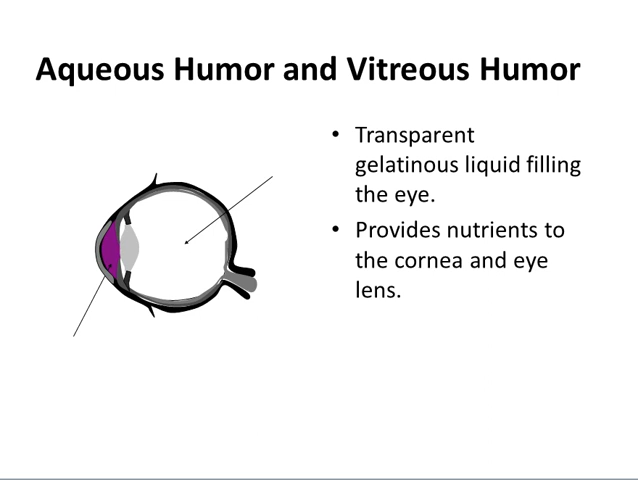 Aqueous Humor and Vitreous Humor
• Transparent
gelatinous liquid filling
the eye.
• Provides nutrients to
the cornea and eye
lens.